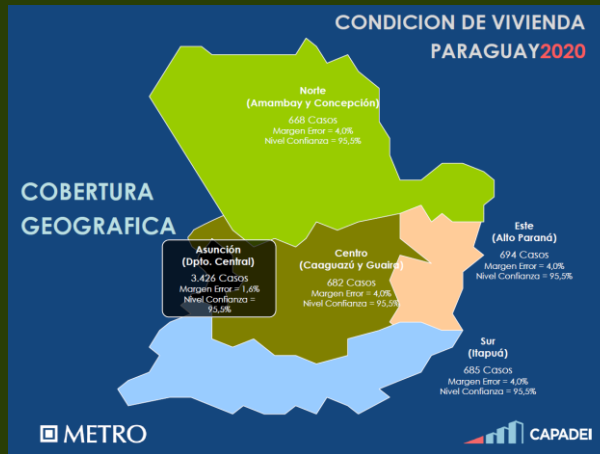 CONDICION DE VIVIENDA
PARAGUAY2020
Norte
(Amambay y Concepción)
668 Casos
Margen Error = 4,0%
Nivel Confianza = 95,5%
COBERTURA
GEOGRAFICA
Asunción
(Dpto. Central)
3.426 Casos
Margen Error = 1,6%
Nivel Confianza =
95,5%
Centro
(Caaguazú y Guairá)
682 Casos
Margen Error = 4,0%
Nivel Confianza = 95,5%
Este
(Alto Paraná)
694 Casos
Margen Error = 4,0%
Nivel Confianza = 95,5%
Sur
(Itapuá)
685 Casos
Margen Error = 4,0%
Nivel Confianza = 95,5%
METRO
CAPADEI